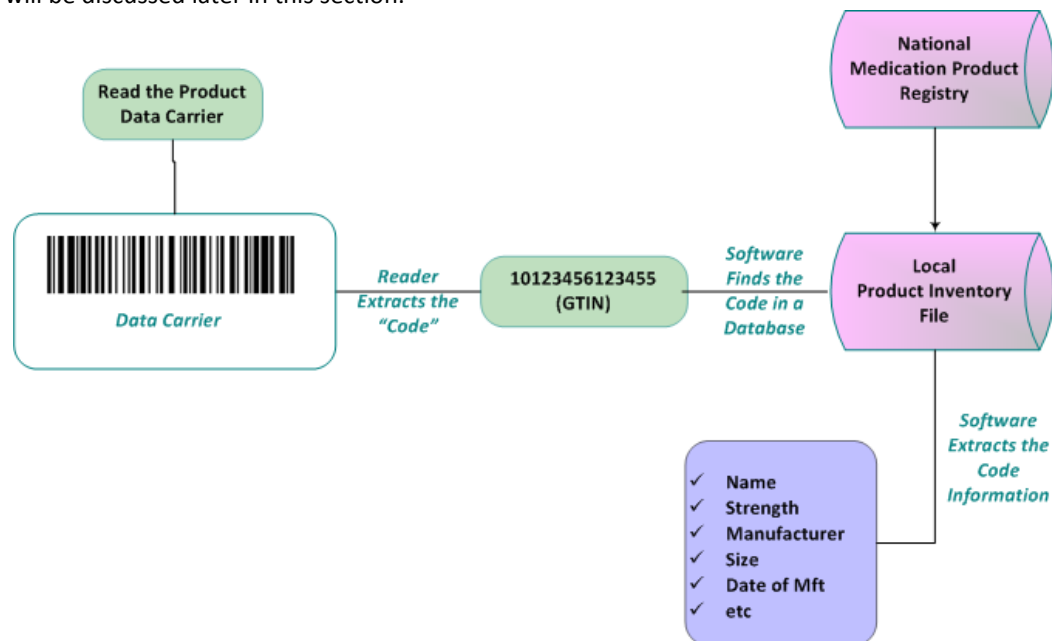 will be discussed later in this section.
National
Medication Product
Registry
Read the Product
Data Carrier
Data Carrier
Reader
Extracts the
“Code”
10123456123455
(GTIN)
Software
Finds the
Code in a
Database
Local
Product Inventory
File
Software
Extracts the
Code
Information
✓ Name
✓ Strength
✓ Manufacturer
✓ Size
✓ Date of Mft
✓ etc